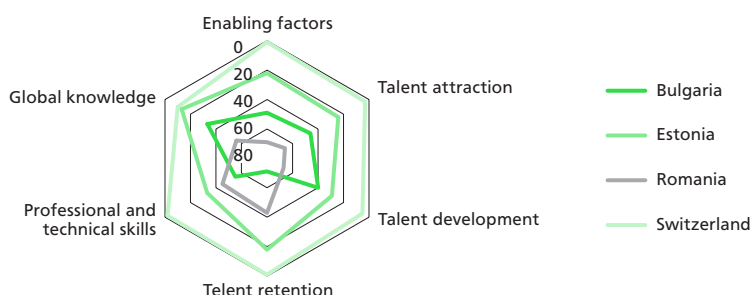 Enabling factors
0
20
40
60
80
Talent attraction
Global knowledge
Professional and
technical skills
Talent development
Telent retention
Bulgaria
Estonia
Romania
Switzerland